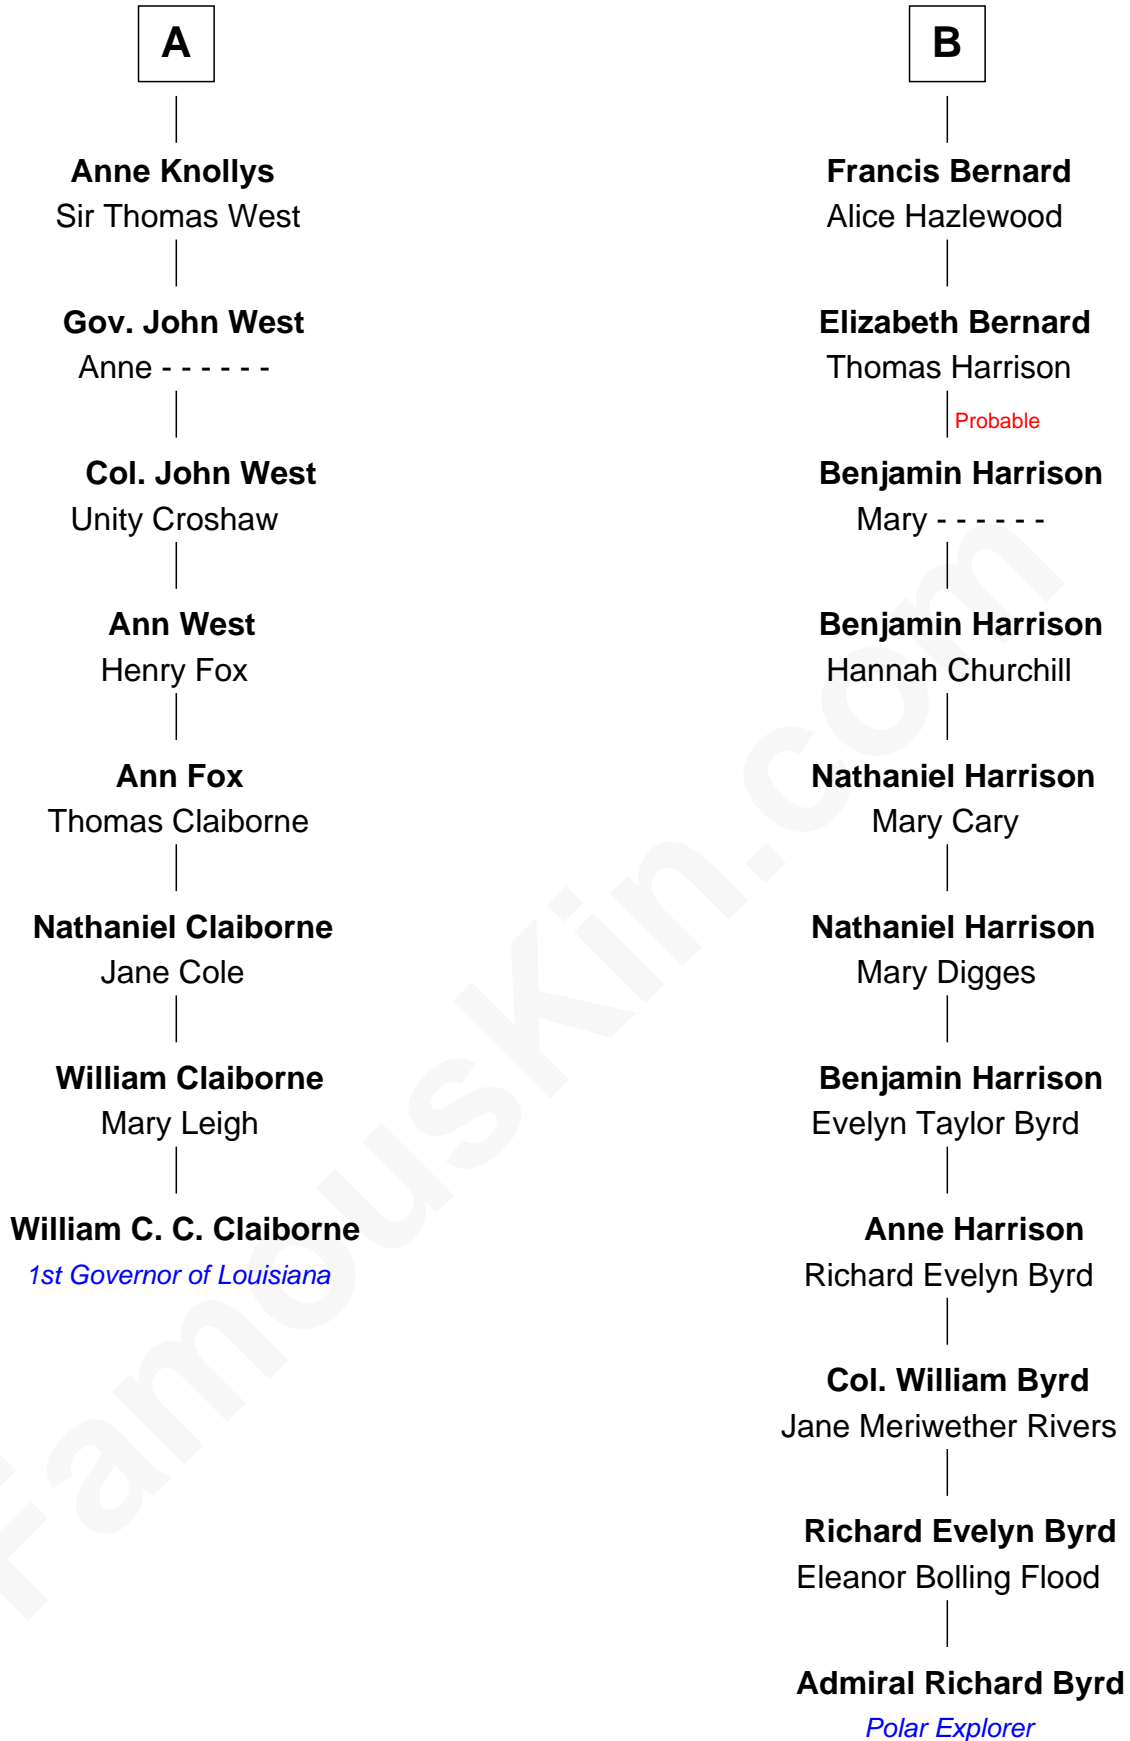 A
Anne Knollys
Sir Thomas West
Gov. John West
Anne - - - - - -
Col. John West
Unity Croshaw
Ann West
Henry Fox
Ann Fox
Thomas Claiborne
Nathaniel Claiborne
Jane Cole
William Claiborne
Mary Leigh
William C. C. Claiborne
1st Governor of Louisiana
B
Francis Bernard
Alice Hazlewood
Elizabeth Bernard
Thomas Harrison
Probable
Benjamin Harrison
Mary - - - - - -
Benjamin Harrison
Hannah Churchill
Nathaniel Harrison
Mary Cary
Nathaniel Harrison
Mary Digges
Benjamin Harrison
Evelyn Taylor Byrd
Anne Harrison
Richard Evelyn Byrd
Col. William Byrd
Jane Meriwether Rivers
Richard Evelyn Byrd
Eleanor Bolling Flood
Admiral Richard Byrd
Polar Explorer
FamousKin.com